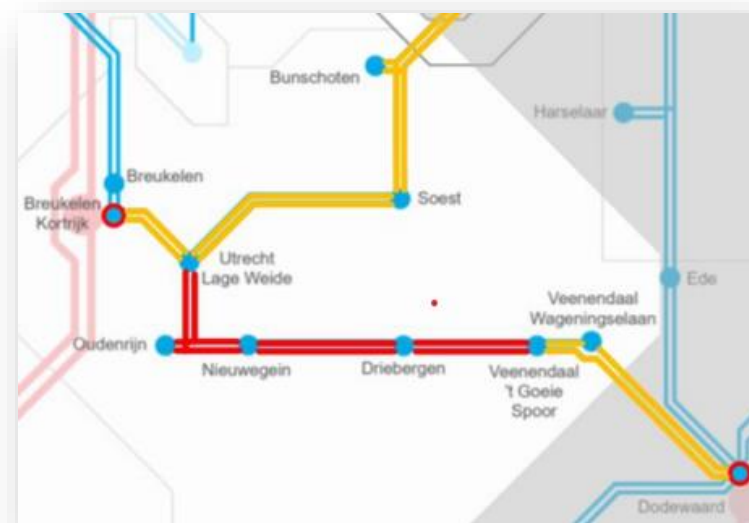 Bunschoten
Harselaar
Breukelen
Breukelen
Kortrijk
Soest
Utrecht
Lage Weide
Ede
Veenendaal
Wageningselaan
Oudenrijn
Nieuwegein
Driebergen
Veenendaal
't Goeie
Spoor
Dodewaard